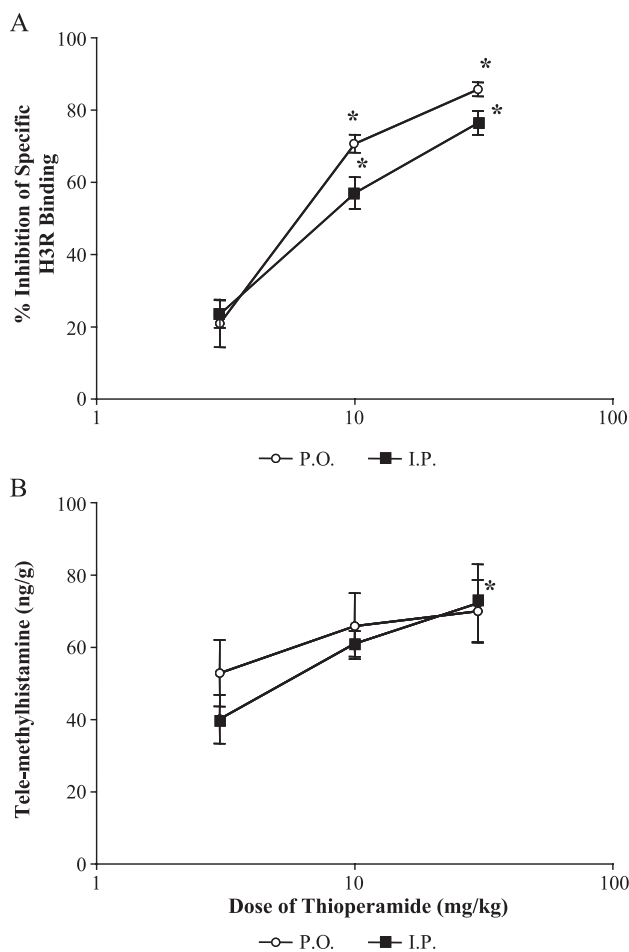 A
100
80
60
40
20
0
% Inhibition of Specific
H3R Binding
*
*
*
*
1
10
100
P.O.
I.P.
B
100
80
60
40
20
0
Tele-methylhistamine (ng/g)
*
1
10
100
Dose of Thioperamide (mg/kg)
P.O.
I.P.